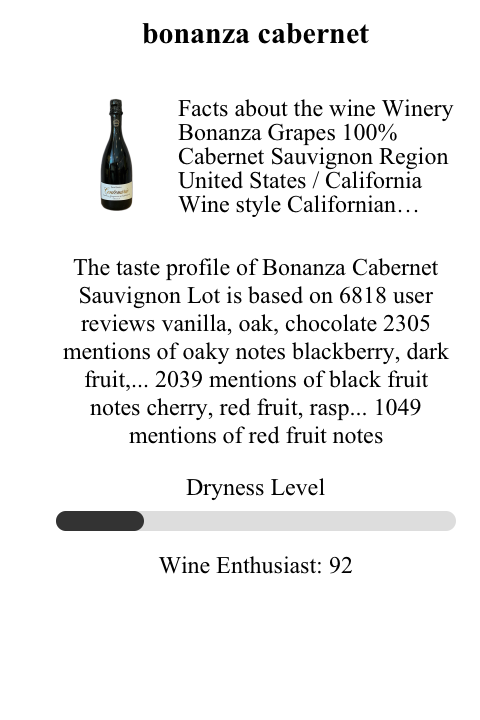 bonanza cabernet
Facts about the wine Winery
Bonanza Grapes 100%
Cabernet Sauvignon Region
United States / California
Wine style Californian…
The taste profile of Bonanza Cabernet
Sauvignon Lot is based on 6818 user
reviews vanilla, oak, chocolate 2305
mentions of oaky notes blackberry, dark
fruit,... 2039 mentions of black fruit
notes cherry, red fruit, rasp... 1049
mentions of red fruit notes
Dryness Level
Wine Enthusiast: 92